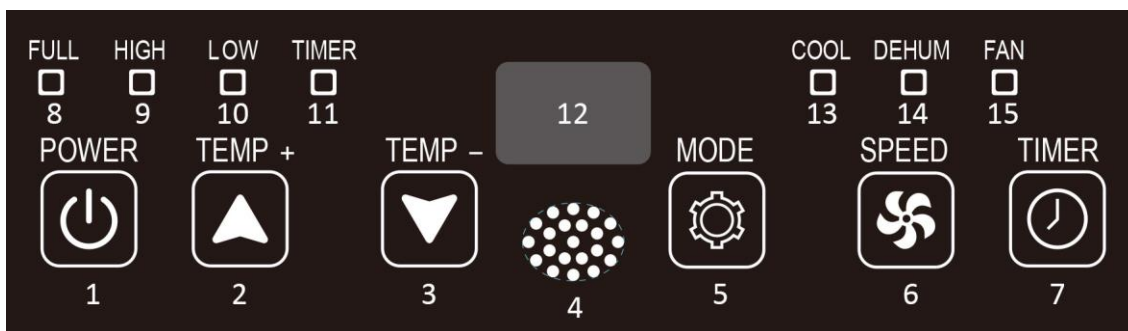 FULL HIGH LOW TIMER COOL DEHUM FAN
8 9 10 11 12 13 14 15
POWER TEMP + TEMP – MODE SPEED TIMER
1 2 3 4 5 6 7